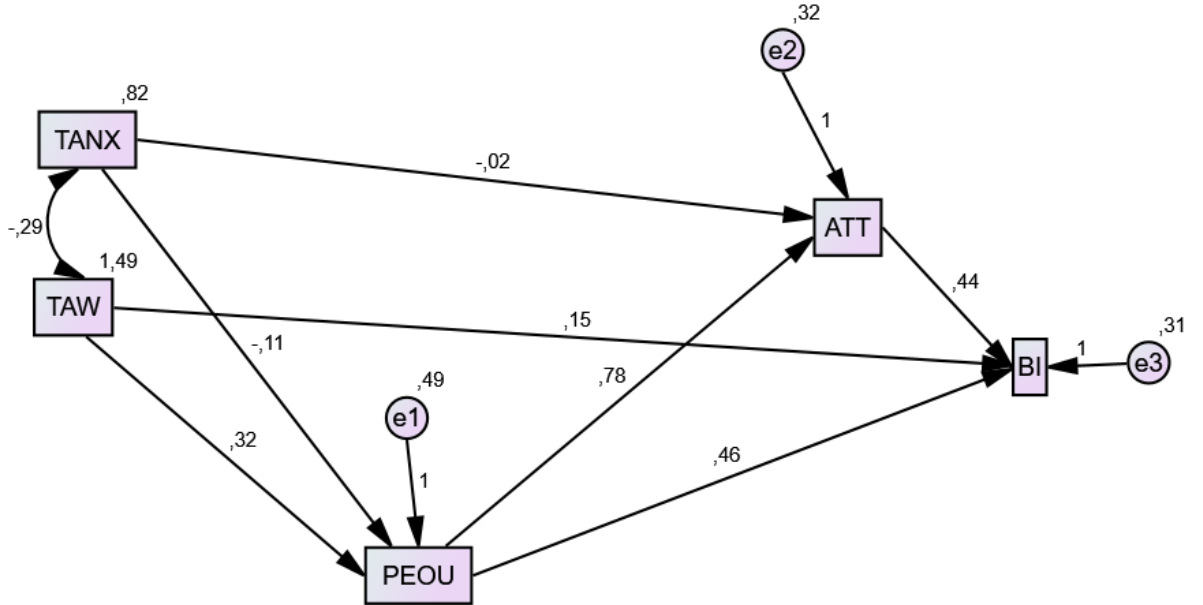 ,32
e2
,82
TANX
1
-,02
-,29
ATT
1,49
,44
TAW
,15
,31
-,11
1
BI
e3
,49
,78
e1
,32
,46
1
PEOU